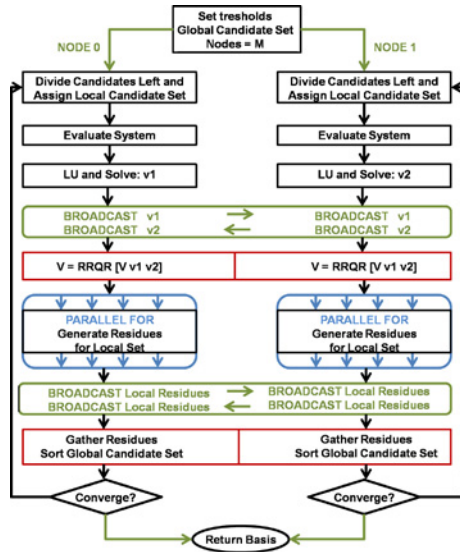 Set tresholds
Global Candidate Set
Nodes = M
NODE 0
NODE 1
Divide Candidates Left and
Assign Local Candidate Set
Divide Candidates Left and
Assign Local Candidate Set
Evaluate System
Evaluate System
LU and Solve: v1
LU and Solve: v2
BROADCAST v1
BROADCAST v1
BROADCAST v2
BROADCAST v2
V = RRQR [V v1 v2]
V = RRQR [V v1 v2]
PARALLEL FOR
Generate Residues
for Local Set
PARALLEL FOR
Generate Residues
for Local Set
BROADCAST Local Residues
BROADCAST Local Residues
BROADCAST Local Residues
BROADCAST Local Residues
Gather Residues
Sort Global Candidate Set
Gather Residues
Sort Global Candidate Set
Converge?
Converge?
Return Basis